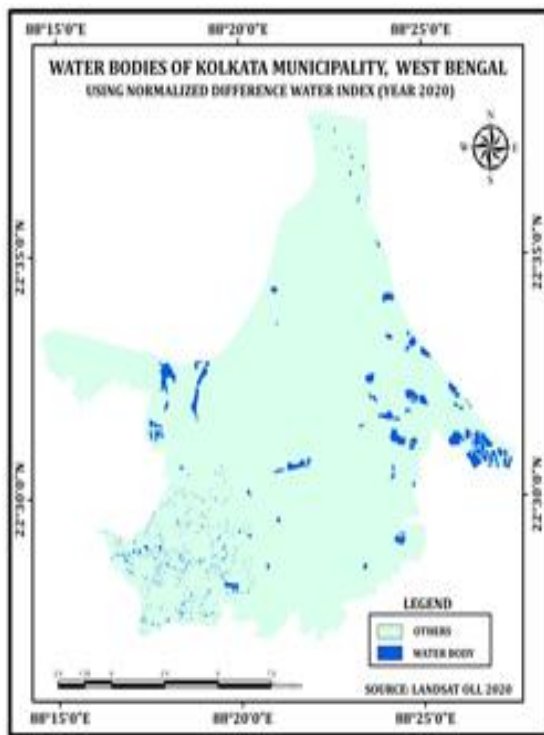 88°15'0"E 88°20'0"E 88°25'0"E
WATER BODIES OF KOLKATA MUNICIPALITY, WEST BENGAL
USING NORMALIZED DIFFERENCE WATER INDEX (YEAR 2020)
N
W E
S
22°35'0"N 22°35'0"N
22°30'0"N 22°30'0"N
LEGEND
OTHERS
WATER BODY
SOURCE: LANDSAT OLI 2020
88°15'0"E 88°20'0"E 88°25'0"E